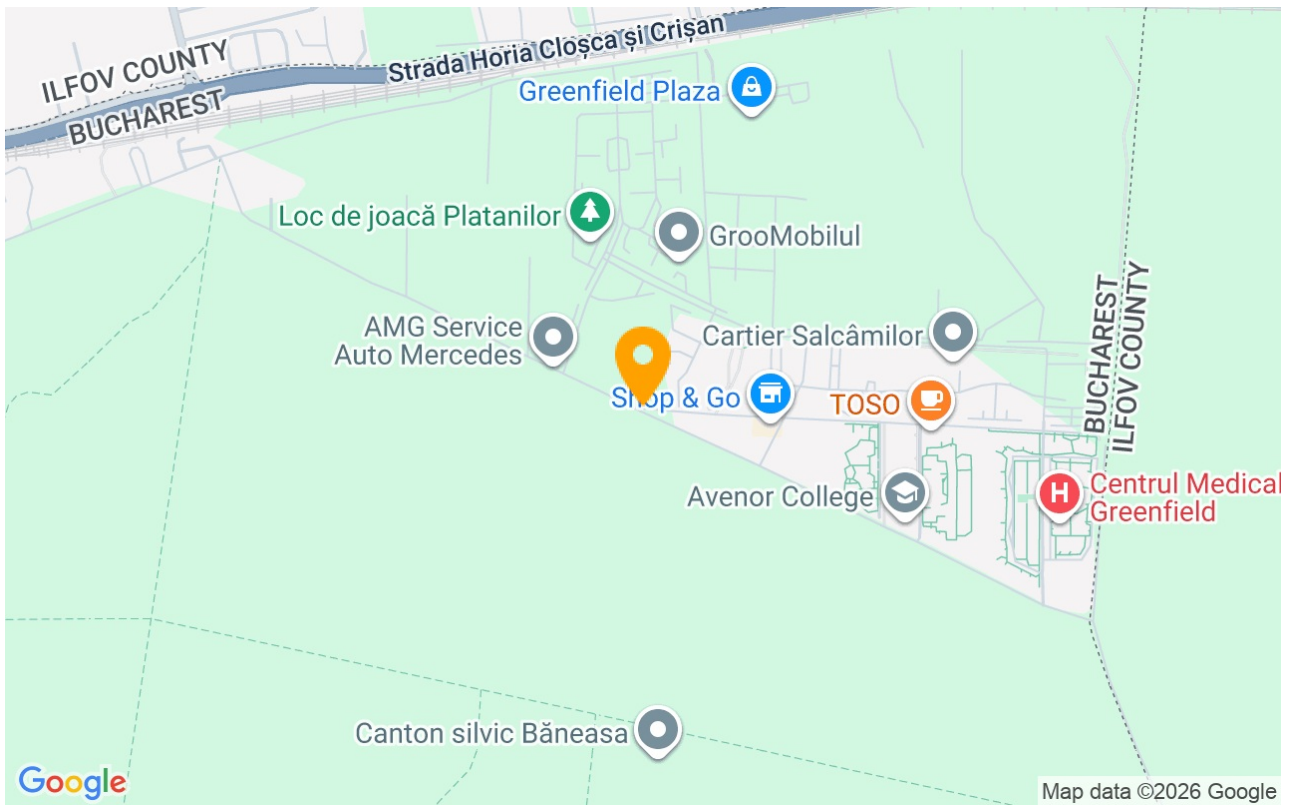 ILFOV COUNTY
BUCHAREST
Strada Horia Cloșca și Crișan
Greenfield Plaza
Loc de joacă Platanilor
GrooMobilul
AMG Service
Auto Mercedes
Cartier Salcâmilor
BUCHAREST
ILFOV COUNTY
Shop & Go
TOSO
Avenor College
Centrul Medical
Greenfield
Canton silvic Băneasa
Google
Map data ©2026 Google